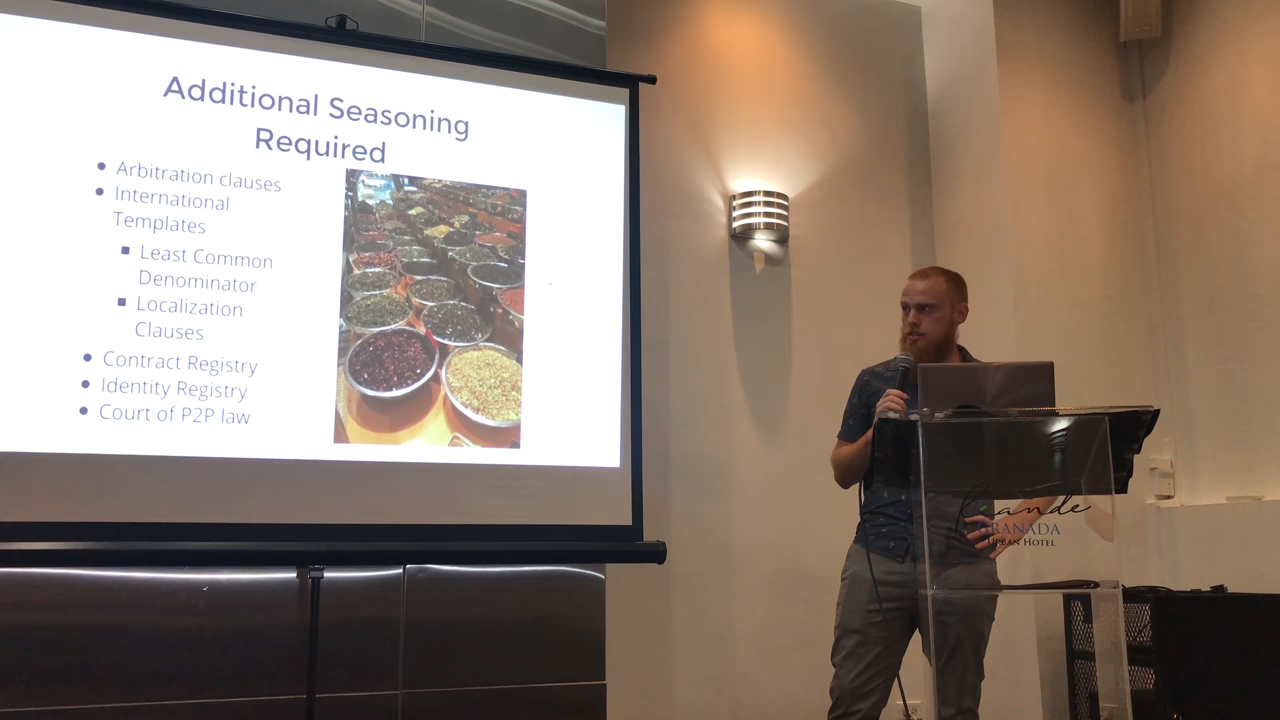 Additional Seasoning
Required
Arbitration clauses
International
Templates
Least Common
Denominator
Localization
Clauses
Contract Registry
Identity Registry
Court of P2P law
Grande
GRANADA
URBAN HOTEL